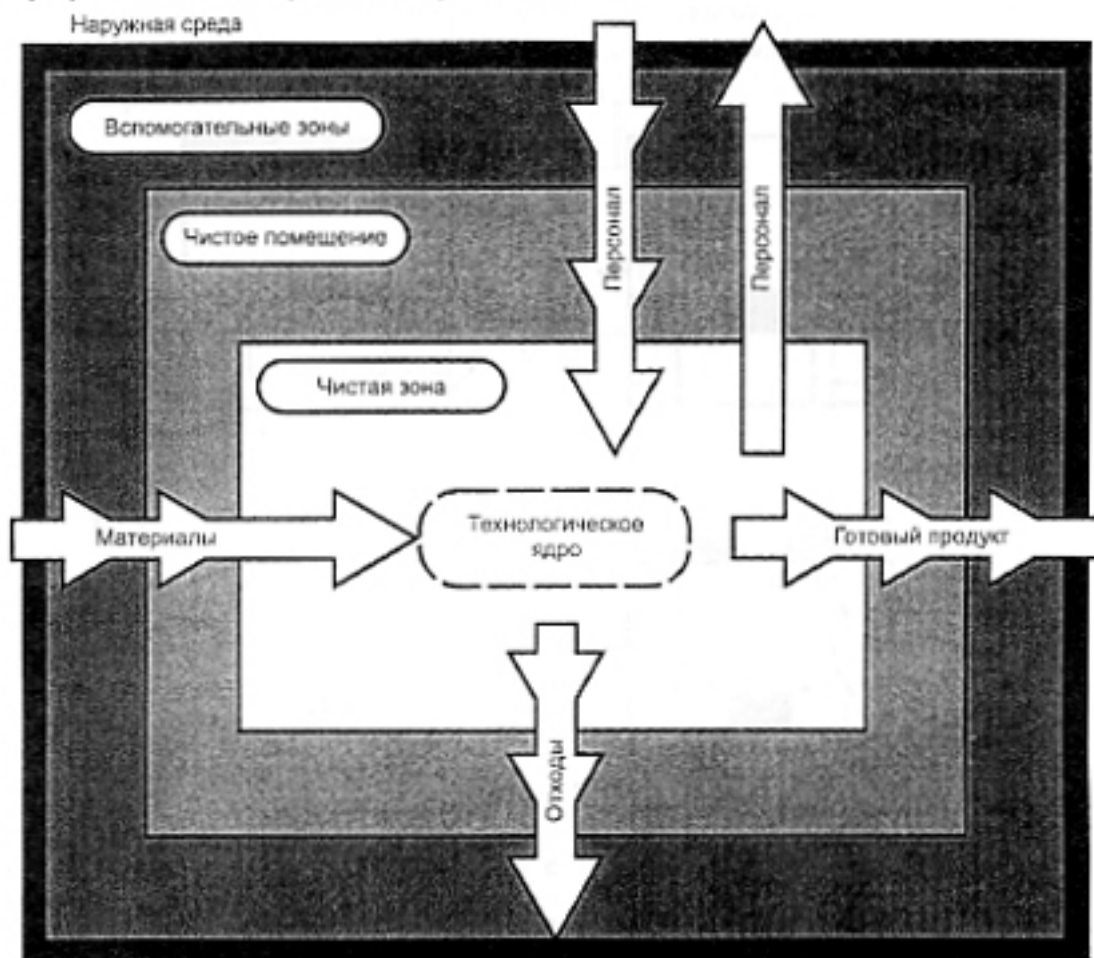 Наружная среда
Вспомогательные зоны
Чистое помещение
Чистая зона
Персонал
Персонал
Материалы
Технологическое
ядро
Готовый продукт
Отходы